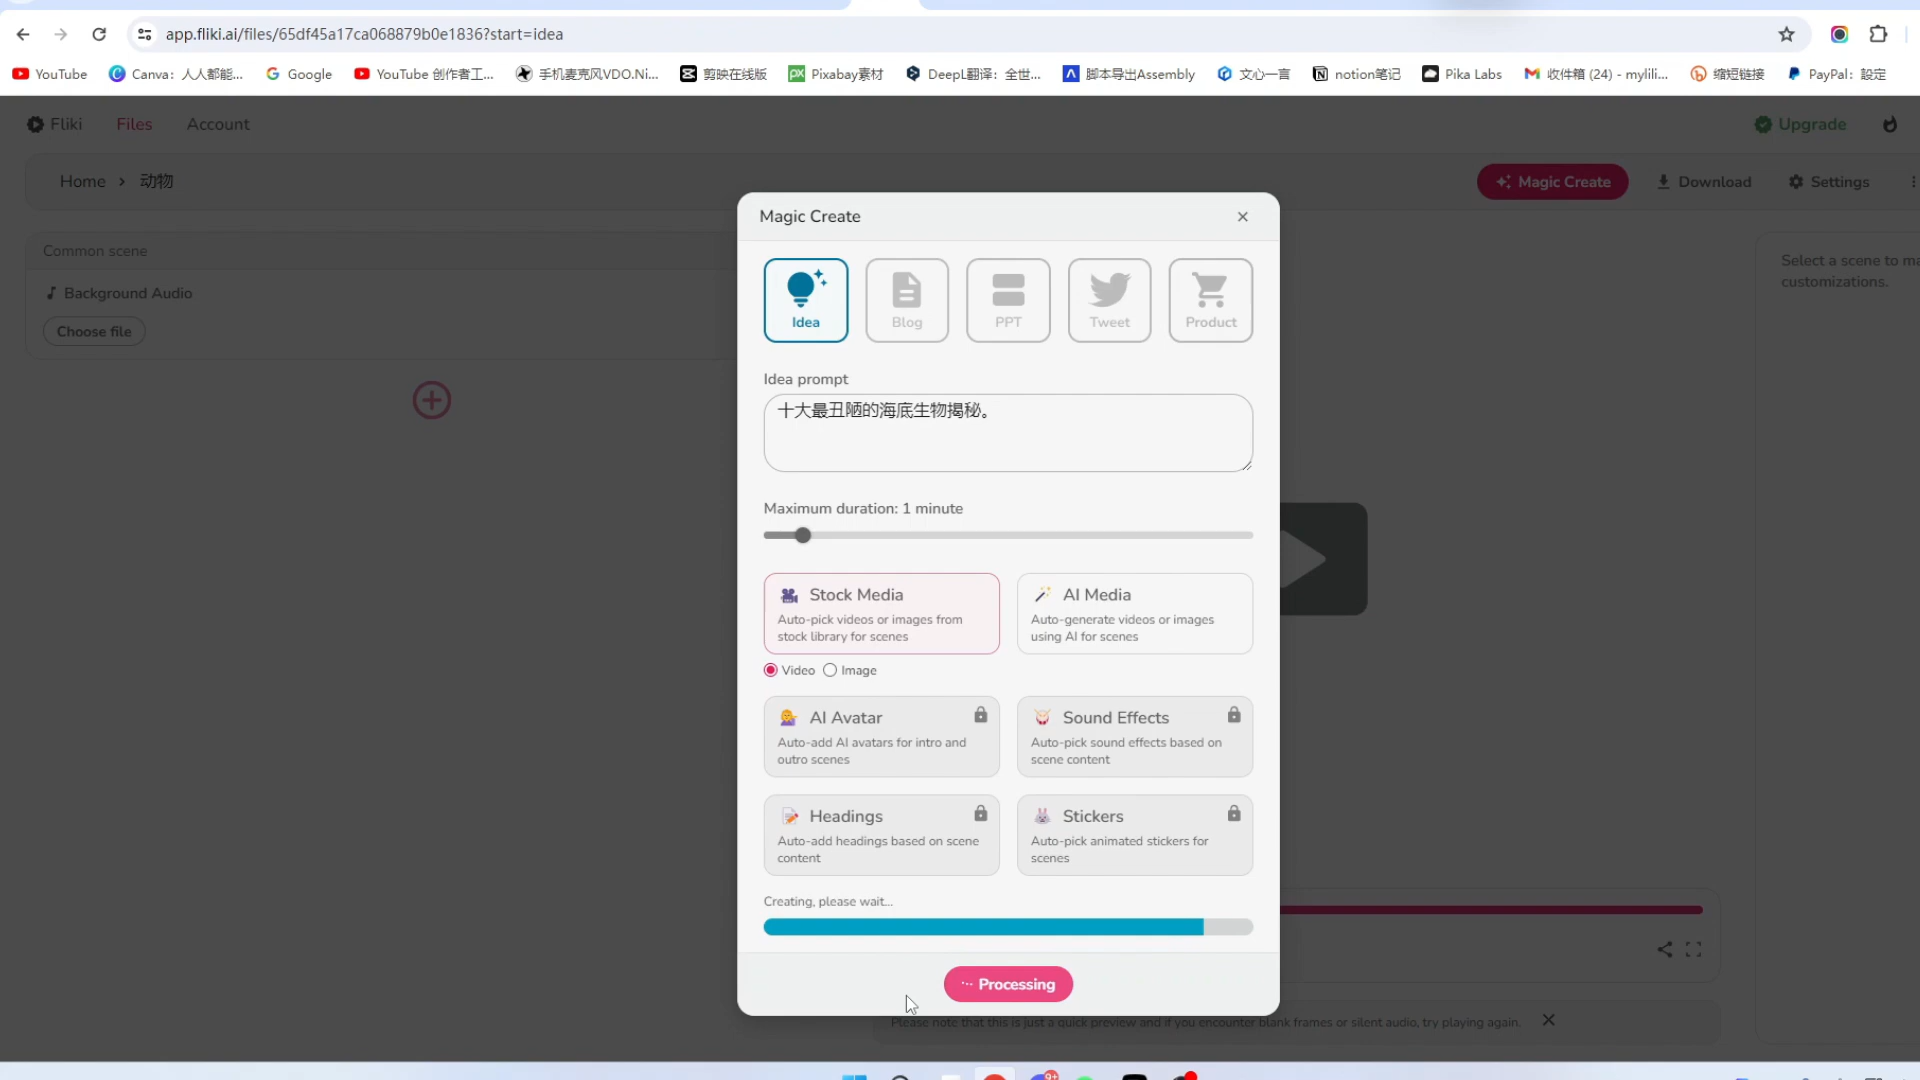 app.fliki.ai/files/65df45a17ca068879b0e1836?start=idea
YouTube
Canva：人人都能...
Google
YouTube 创作者工...
手机麦克风VDO.Ni...
剪映在线版
Pixabay素材
DeepL翻译：全世...
脚本导出Assembly
文心一言
notion笔记
Pika Labs
收件箱 (24) - mylili...
缩短链接
PayPal：設定
Fliki
Files
Account
Upgrade
Home > 动物
Magic Create
Download
Settings
Common scene
Background Audio
Choose file
Select a scene to ma
customizations.
Magic Create
Idea
Blog
PPT
Tweet
Product
Idea prompt
十大最丑陋的海底生物揭秘。
Maximum duration: 1 minute
Stock Media
Auto-pick videos or images from
stock library for scenes
AI Media
Auto-generate videos or images
using AI for scenes
Video
Image
AI Avatar
Auto-add AI avatars for intro and
outro scenes
Sound Effects
Auto-pick sound effects based on
scene content
Headings
Auto-add headings based on scene
content
Stickers
Auto-pick animated stickers for
scenes
Creating, please wait...
··· Processing
Please note that this is just a quick preview and if you encounter blank frames or silent audio, try playing again.
9+